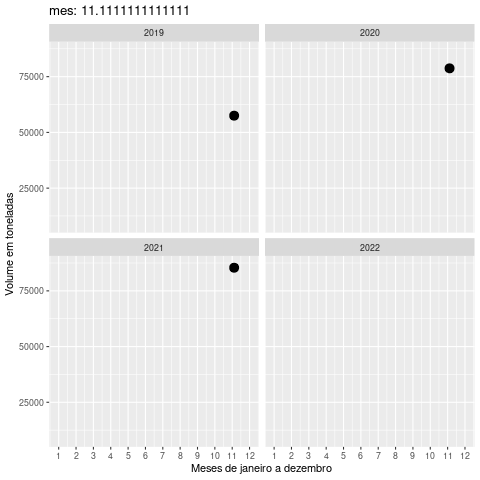 mes: 11.1111111111111
2019
2020
75000
50000
25000
Volume em toneladas
2021
2022
75000
50000
25000
1 2 3 4 5 6 7 8 9 10 11 12
1 2 3 4 5 6 7 8 9 10 11 12
Meses de janeiro a dezembro